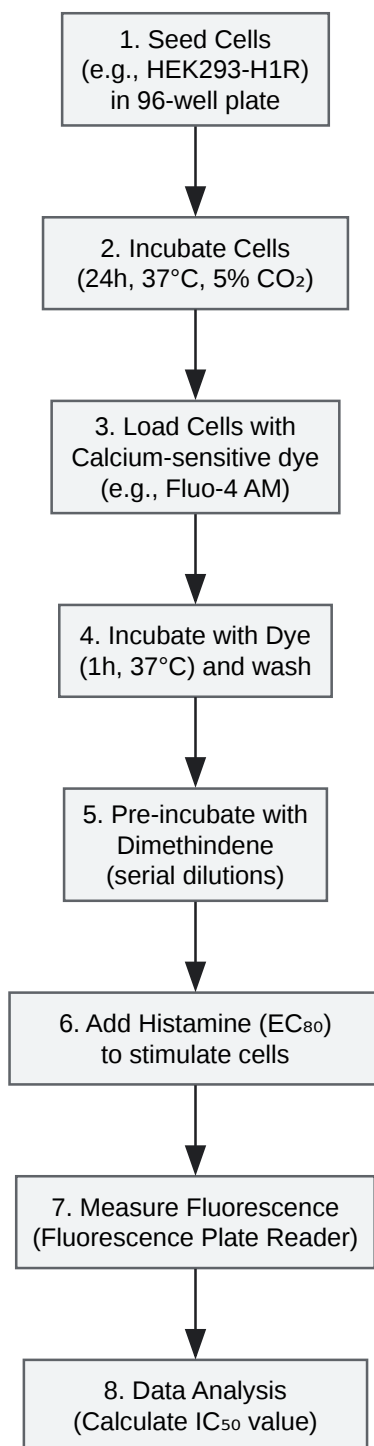 1. Seed Cells
(e.g., HEK293-H1R)
in 96-well plate
2. Incubate Cells
(24h, 37°C, 5% CO₂)
3. Load Cells with
Calcium-sensitive dye
(e.g., Fluo-4 AM)
4. Incubate with Dye
(1h, 37°C) and wash
5. Pre-incubate with
Dimethindene
(serial dilutions)
6. Add Histamine (EC₈₀)
to stimulate cells
7. Measure Fluorescence
(Fluorescence Plate Reader)
8. Data Analysis
(Calculate IC₅₀ value)